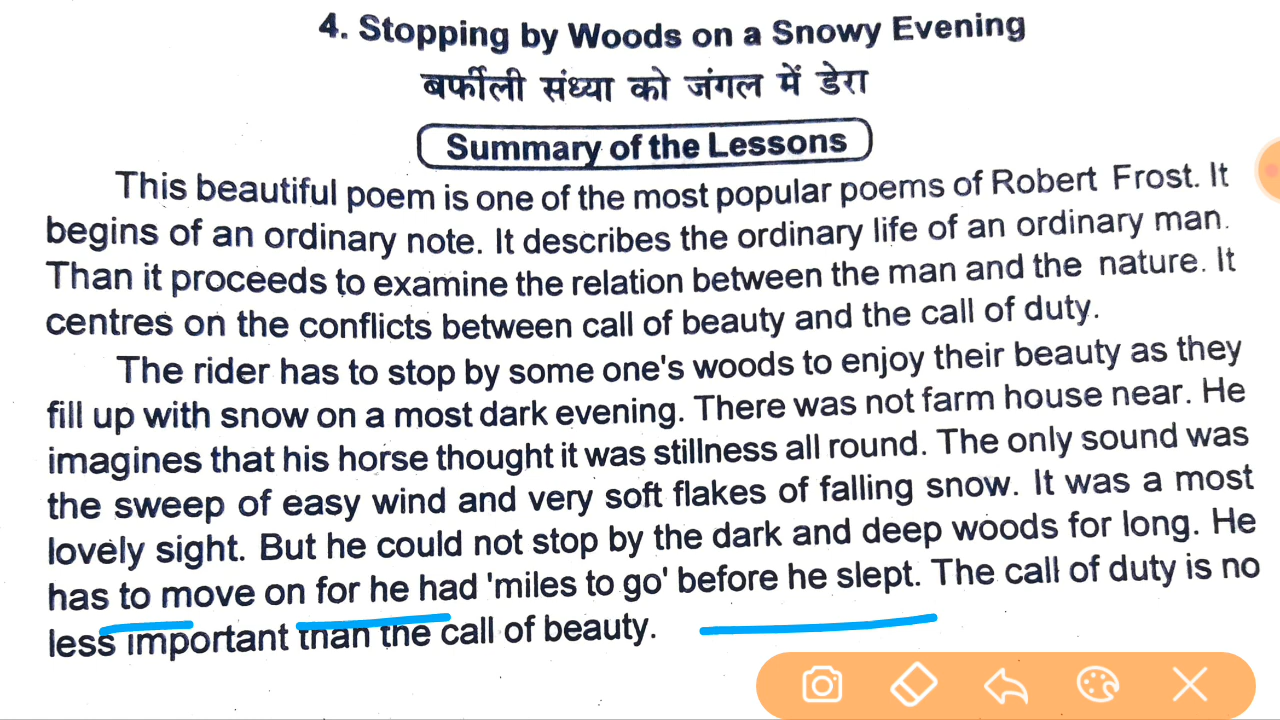 4. Stopping by Woods on a Snowy Evening
बर्फीली संध्या को जंगल में डेरा
Summary of the Lessons
This beautiful poem is one of the most popular poems of Robert Frost. It
begins of an ordinary note. It describes the ordinary life of an ordinary man.
Than it proceeds to examine the relation between the man and the nature. It
centres on the conflicts between call of beauty and the call of duty.
The rider has to stop by some one's woods to enjoy their beauty as they
fill up with snow on a most dark evening. There was not farm house near. He
imagines that his horse thought it was stillness all round. The only sound was
the sweep of easy wind and very soft flakes of falling snow. It was a most
lovely sight. But he could not stop by the dark and deep woods for long. He
has to move on for he had 'miles to go' before he slept. The call of duty is no
less important than the call of beauty.